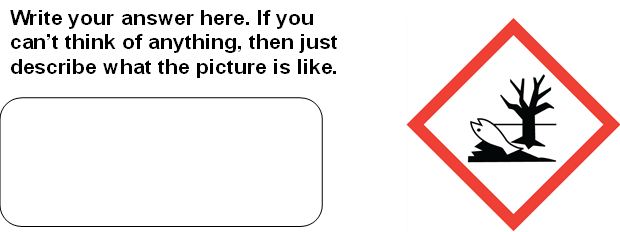 Write your answer here. If you
can’t think of anything, then just
describe what the picture is like.